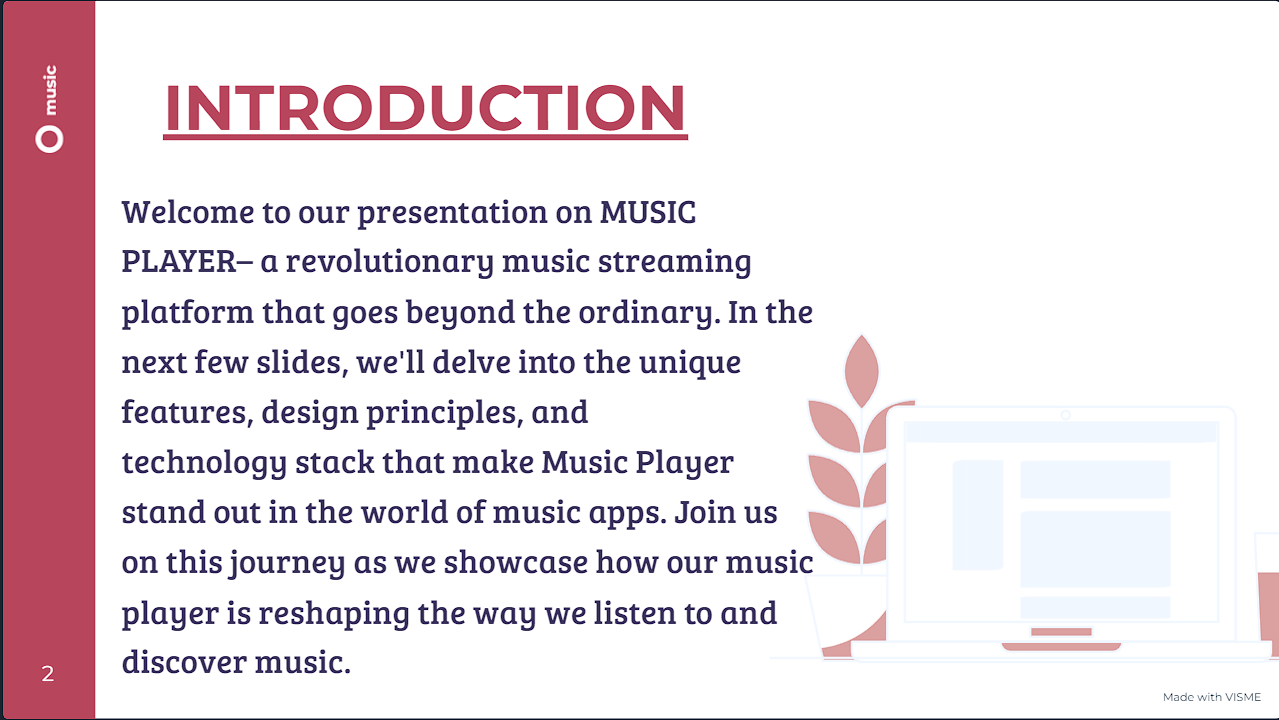 music
INTRODUCTION
Welcome to our presentation on MUSIC
PLAYER– a revolutionary music streaming
platform that goes beyond the ordinary. In the
next few slides, we'll delve into the unique
features, design principles, and
technology stack that make Music Player
stand out in the world of music apps. Join us
on this journey as we showcase how our music
player is reshaping the way we listen to and
discover music.
2
Made with VISME